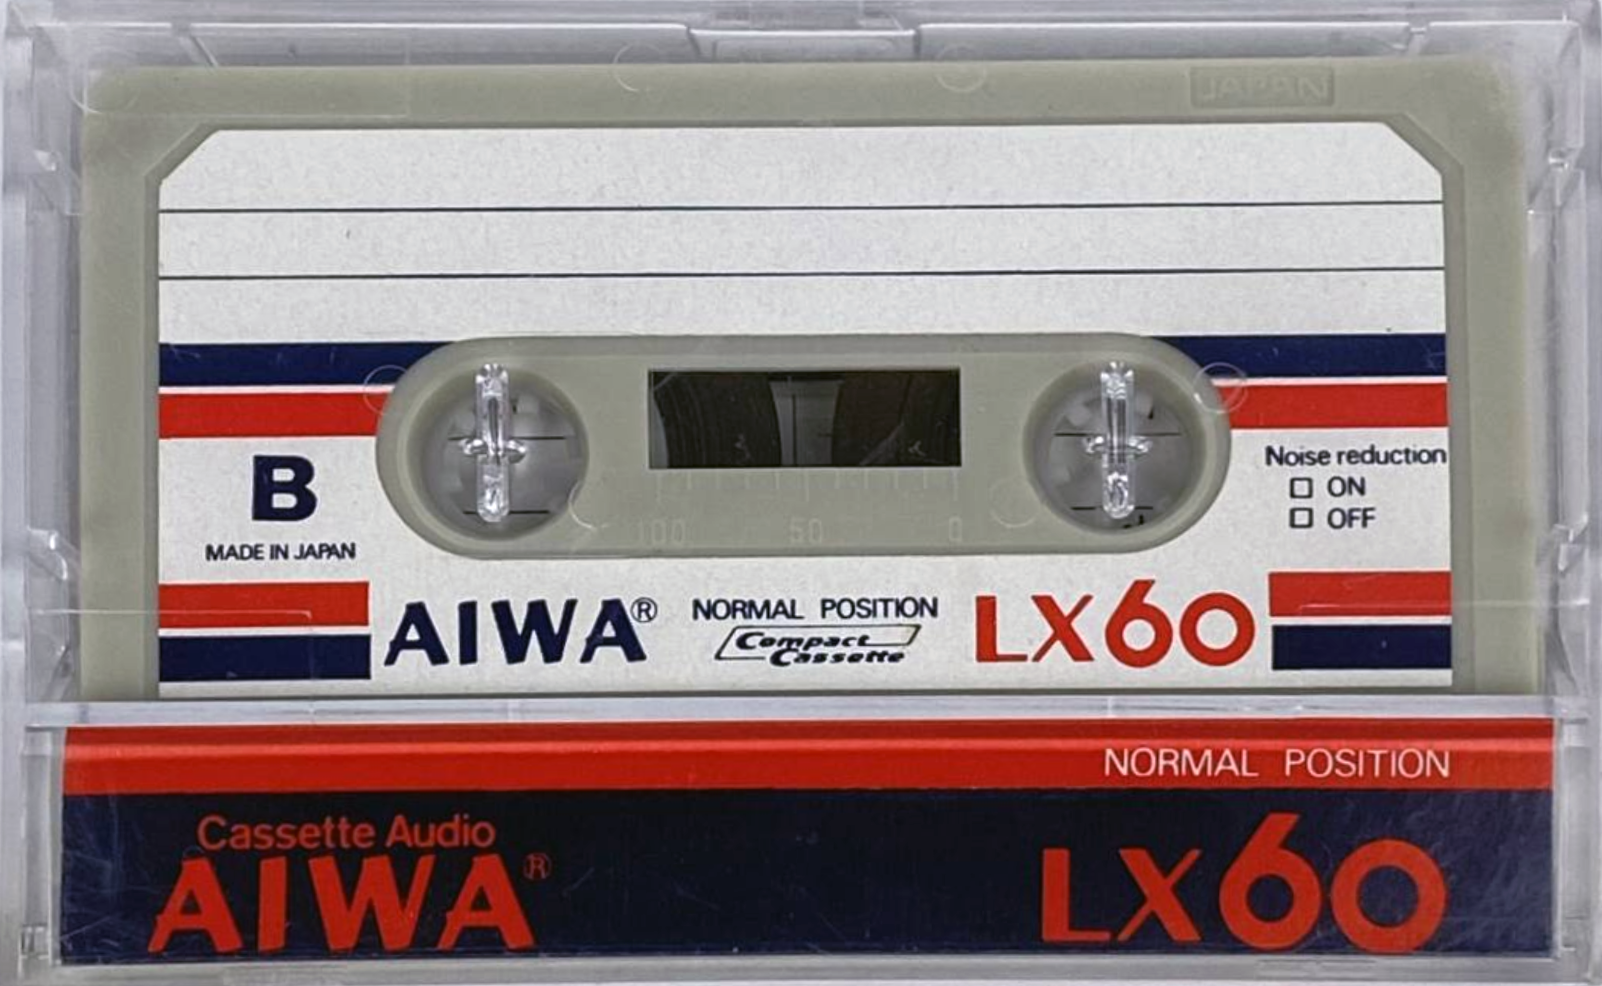 JAPAN
B
MADE IN JAPAN
Noise reduction
ON
OFF
100 50 0
AIWA®
NORMAL POSITION
Compact
Cassette
LX60
NORMAL POSITION
Cassette Audio
AIWA®
LX60